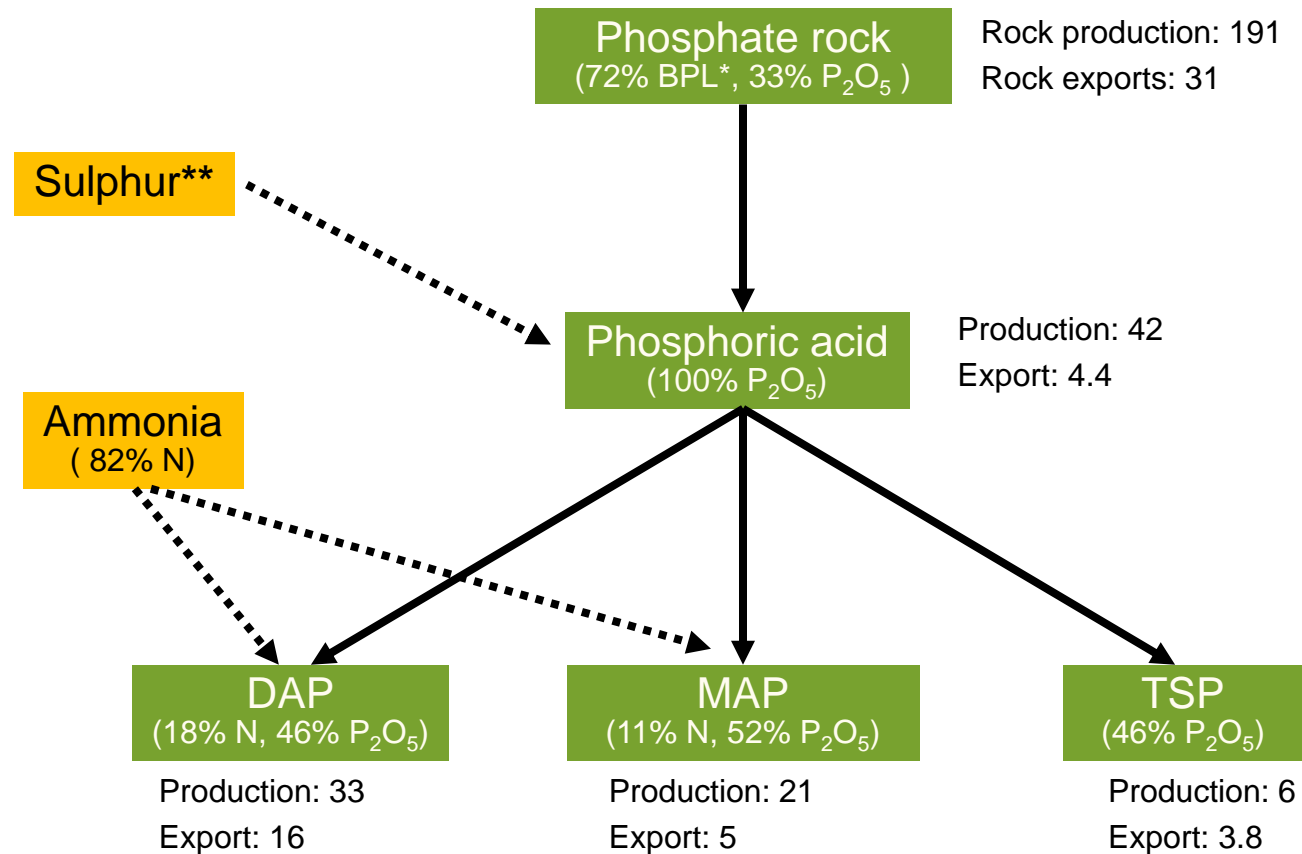 Phosphate rock
(72% BPL*, 33% P₂O₅ )
Rock production: 191
Rock exports: 31
Sulphur**
Phosphoric acid
(100% P₂O₅)
Production: 42
Export: 4.4
Ammonia
( 82% N)
DAP
(18% N, 46% P₂O₅)
Production: 33
Export: 16
MAP
(11% N, 52% P₂O₅)
Production: 21
Export: 5
TSP
(46% P₂O₅)
Production: 6
Export: 3.8